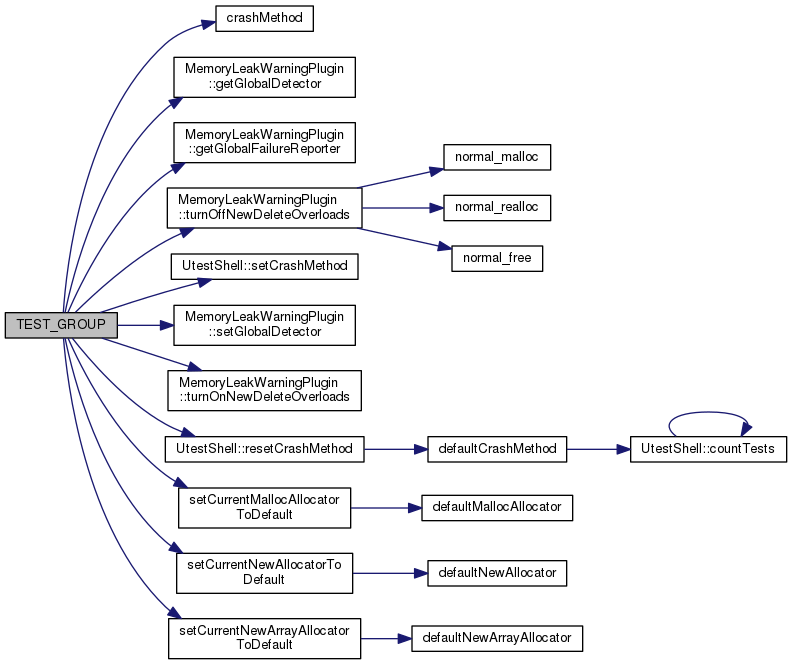 crashMethod
MemoryLeakWarningPlugin
::getGlobalDetector
MemoryLeakWarningPlugin
::getGlobalFailureReporter
normal_malloc
MemoryLeakWarningPlugin
::turnOffNewDeleteOverloads
normal_realloc
normal_free
UtestShell::setCrashMethod
TEST_GROUP
MemoryLeakWarningPlugin
::setGlobalDetector
MemoryLeakWarningPlugin
::turnOnNewDeleteOverloads
UtestShell::resetCrashMethod
defaultCrashMethod
UtestShell::countTests
setCurrentMallocAllocator
ToDefault
defaultMallocAllocator
setCurrentNewAllocatorTo
Default
defaultNewAllocator
setCurrentNewArrayAllocator
ToDefault
defaultNewArrayAllocator